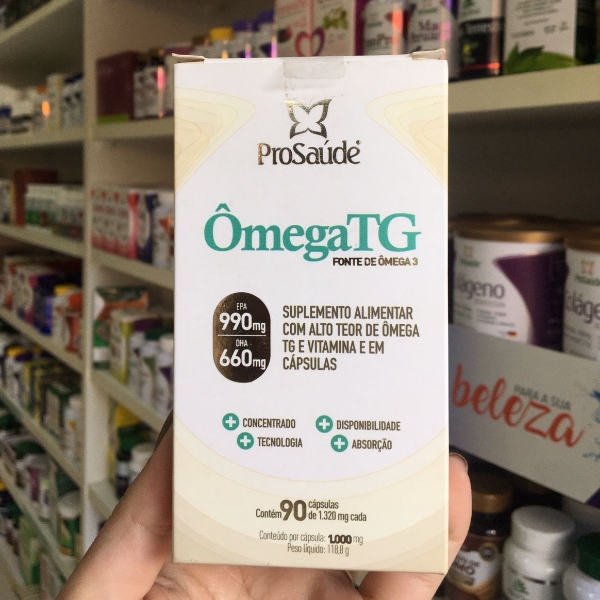 ProSaúde
ÔmegaTG
FONTE DE ÔMEGA 3
EPA
990mg
DHA
660mg
SUPLEMENTO ALIMENTAR
COM ALTO TEOR DE ÔMEGA
TG E VITAMINA E EM
CÁPSULAS
CONCENTRADO
DISPONIBILIDADE
TECNOLOGIA
ABSORÇÃO
Contém 90 cápsulas
de 1.320 mg cada
Conteúdo por cápsula: 1.000 mg
Peso líquido: 118,8 g
PARA A SUA
beleza